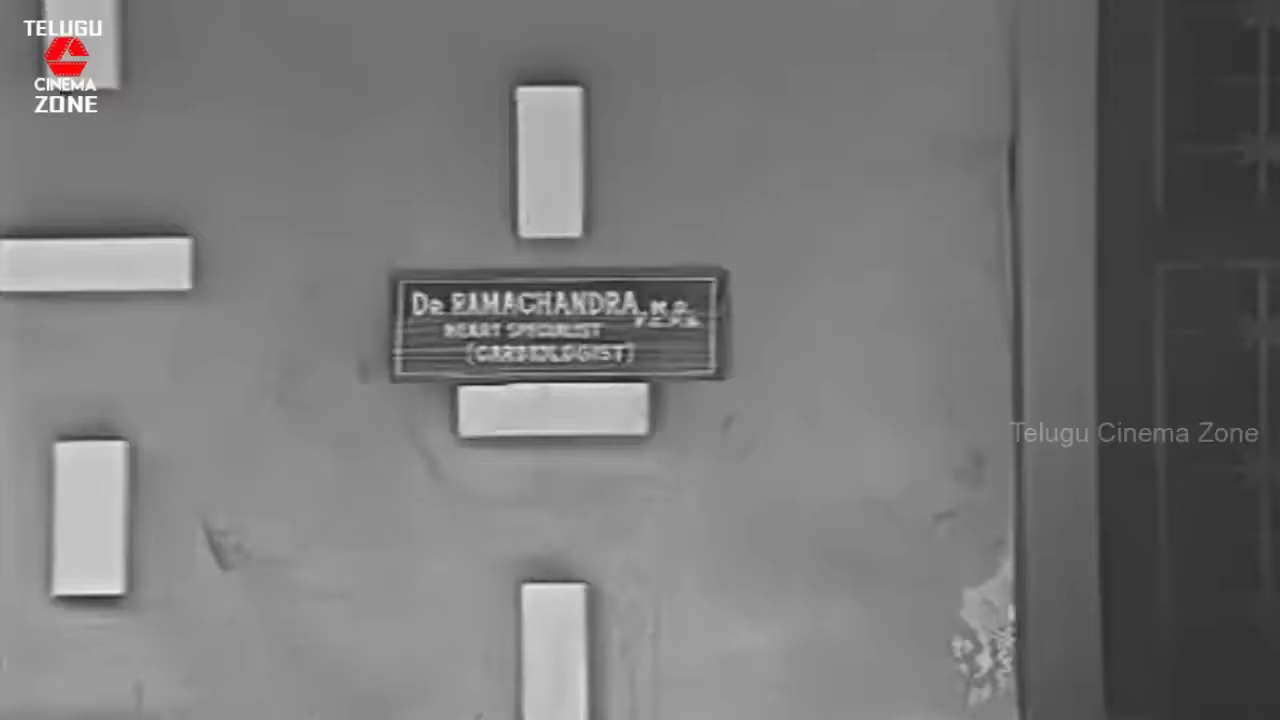 TELUGU
CINEMA
ZONE
Dr. RAMACHANDRA, M.D.
HEART SPECIALIST
(CARDIOLOGIST)
Telugu Cinema Zone